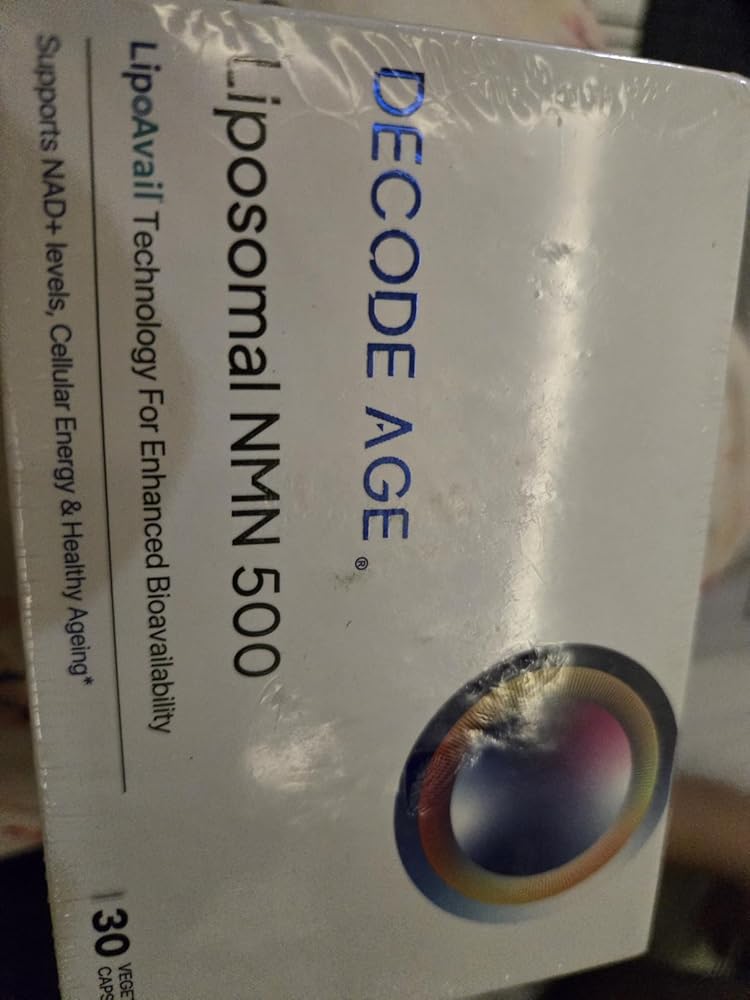 DECODE AGE®
Liposomal NMN 500
LipoAvail Technology For Enhanced Bioavailability
Supports NAD+ levels, Cellular Energy & Healthy Ageing*
30